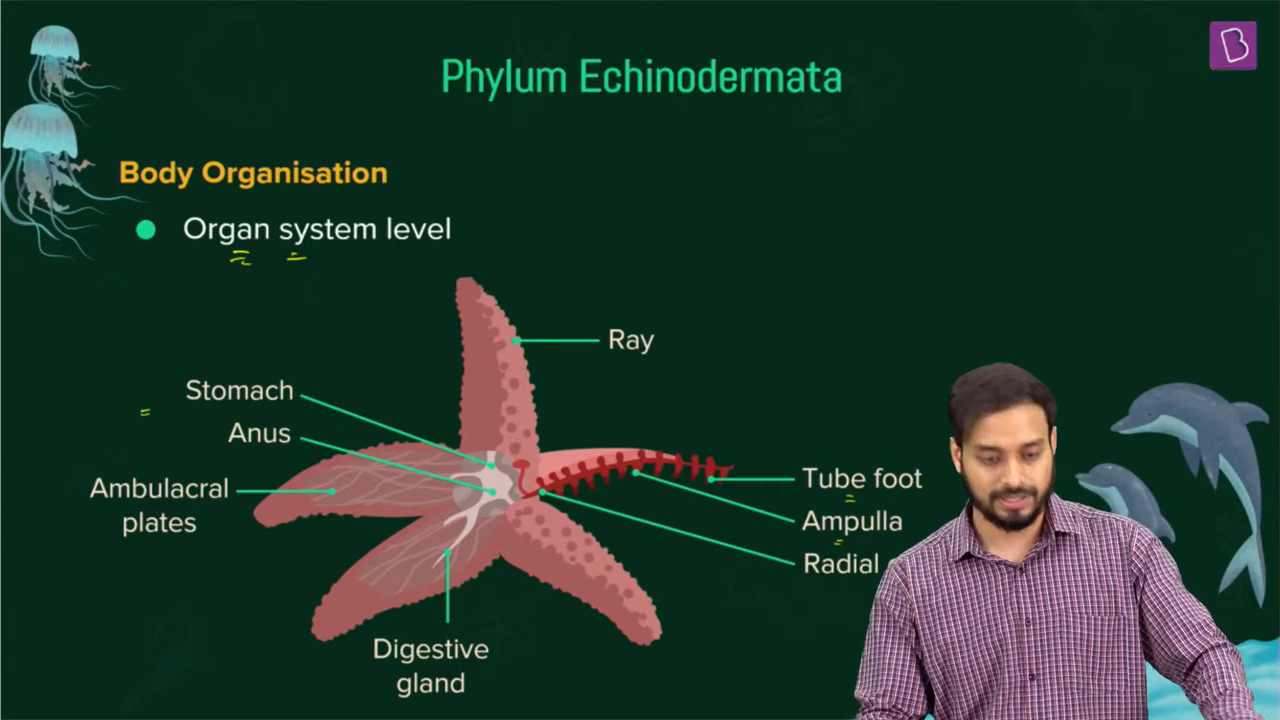 Phylum Echinodermata
Body Organisation
Organ system level
Ray
Stomach
Anus
Ambulacral
plates
Tube foot
Ampulla
Radial
Digestive
gland
B